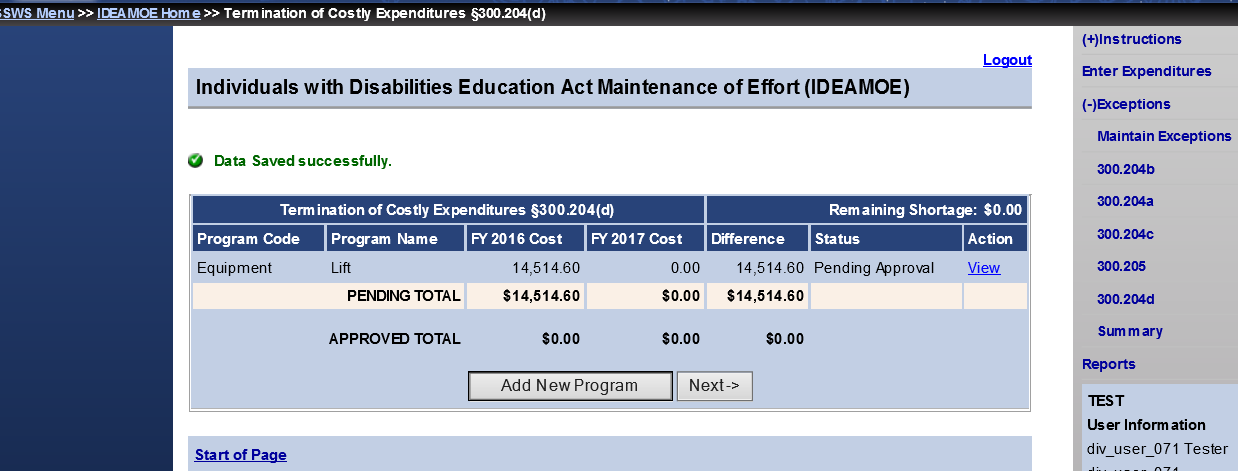 SSWS Menu >> IDEAMOE Home >> Termination of Costly Expenditures §300.204(d)
Logout
Individuals with Disabilities Education Act Maintenance of Effort (IDEAMOE)
Data Saved successfully.
Termination of Costly Expenditures §300.204(d) Remaining Shortage: $0.00
Program Code Program Name FY 2016 Cost FY 2017 Cost Difference Status Action
Equipment Lift 14,514.60 0.00 14,514.60 Pending Approval View
PENDING TOTAL $14,514.60 $0.00 $14,514.60
APPROVED TOTAL $0.00 $0.00 $0.00
Add New Program Next->
Start of Page
(+)Instructions
Enter Expenditures
(-)Exceptions
Maintain Exceptions
300.204b
300.204a
300.204c
300.205
300.204d
Summary
Reports
TEST
User Information
div_user_071 Tester